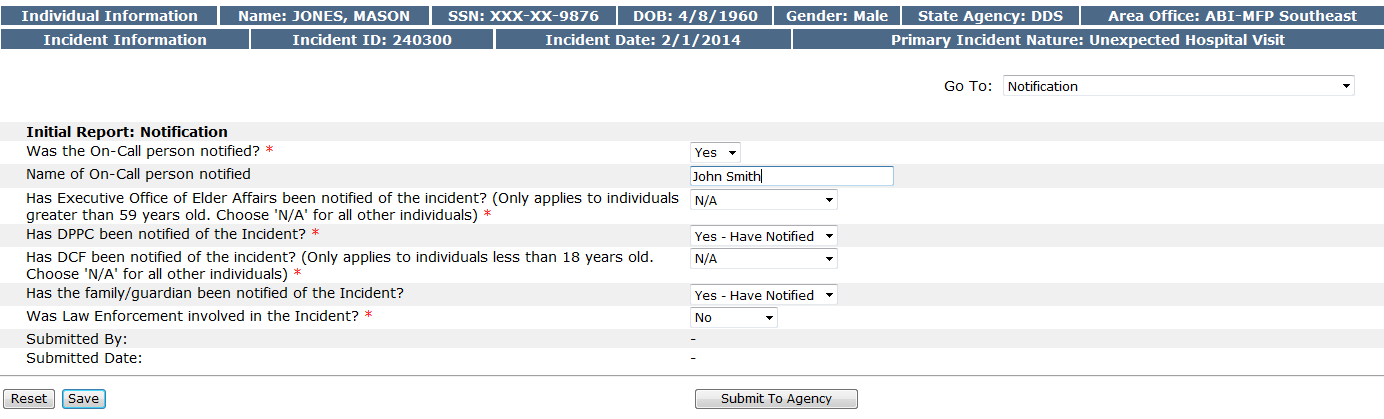 Individual Information Name: JONES, MASON SSN: XXX-XX-9876 DOB: 4/8/1960 Gender: Male State Agency: DDS Area Office: ABI-MFP Southeast
Incident Information Incident ID: 240300 Incident Date: 2/1/2014 Primary Incident Nature: Unexpected Hospital Visit
Go To: Notification
Initial Report: Notification
Was the On-Call person notified? * Yes
Name of On-Call person notified John Smith
Has Executive Office of Elder Affairs been notified of the incident? (Only applies to individuals N/A
greater than 59 years old. Choose 'N/A' for all other individuals) *
Has DPPC been notified of the Incident? * Yes - Have Notified
Has DCF been notified of the incident? (Only applies to individuals less than 18 years old. N/A
Choose 'N/A' for all other individuals) *
Has the family/guardian been notified of the Incident? Yes - Have Notified
Was Law Enforcement involved in the Incident? * No
Submitted By: -
Submitted Date: -
Reset Save Submit To Agency